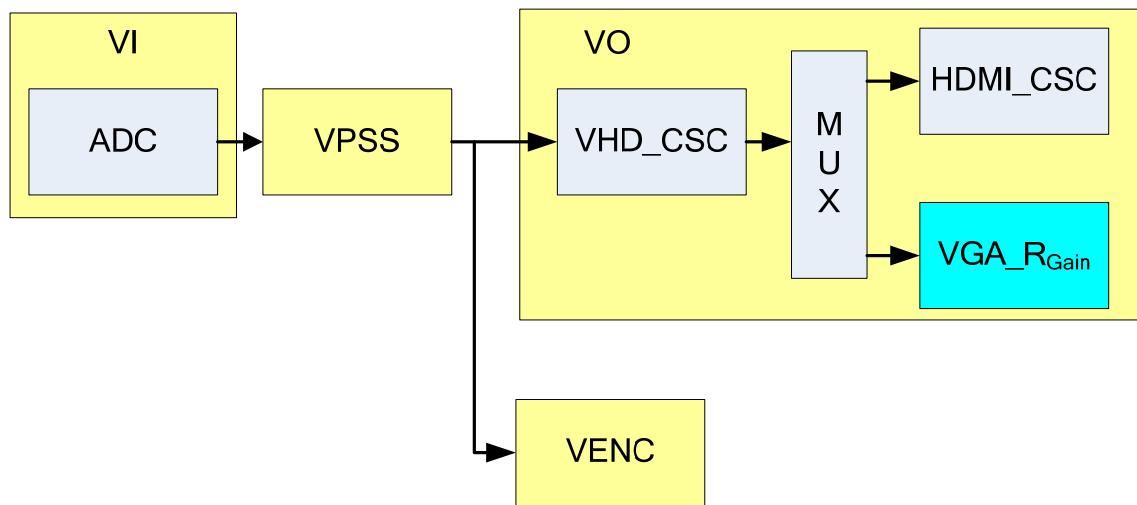 VI
VO
ADC
VPSS
VHD_CSC
M
U
X
HDMI_CSC
VGA_RGain
VENC